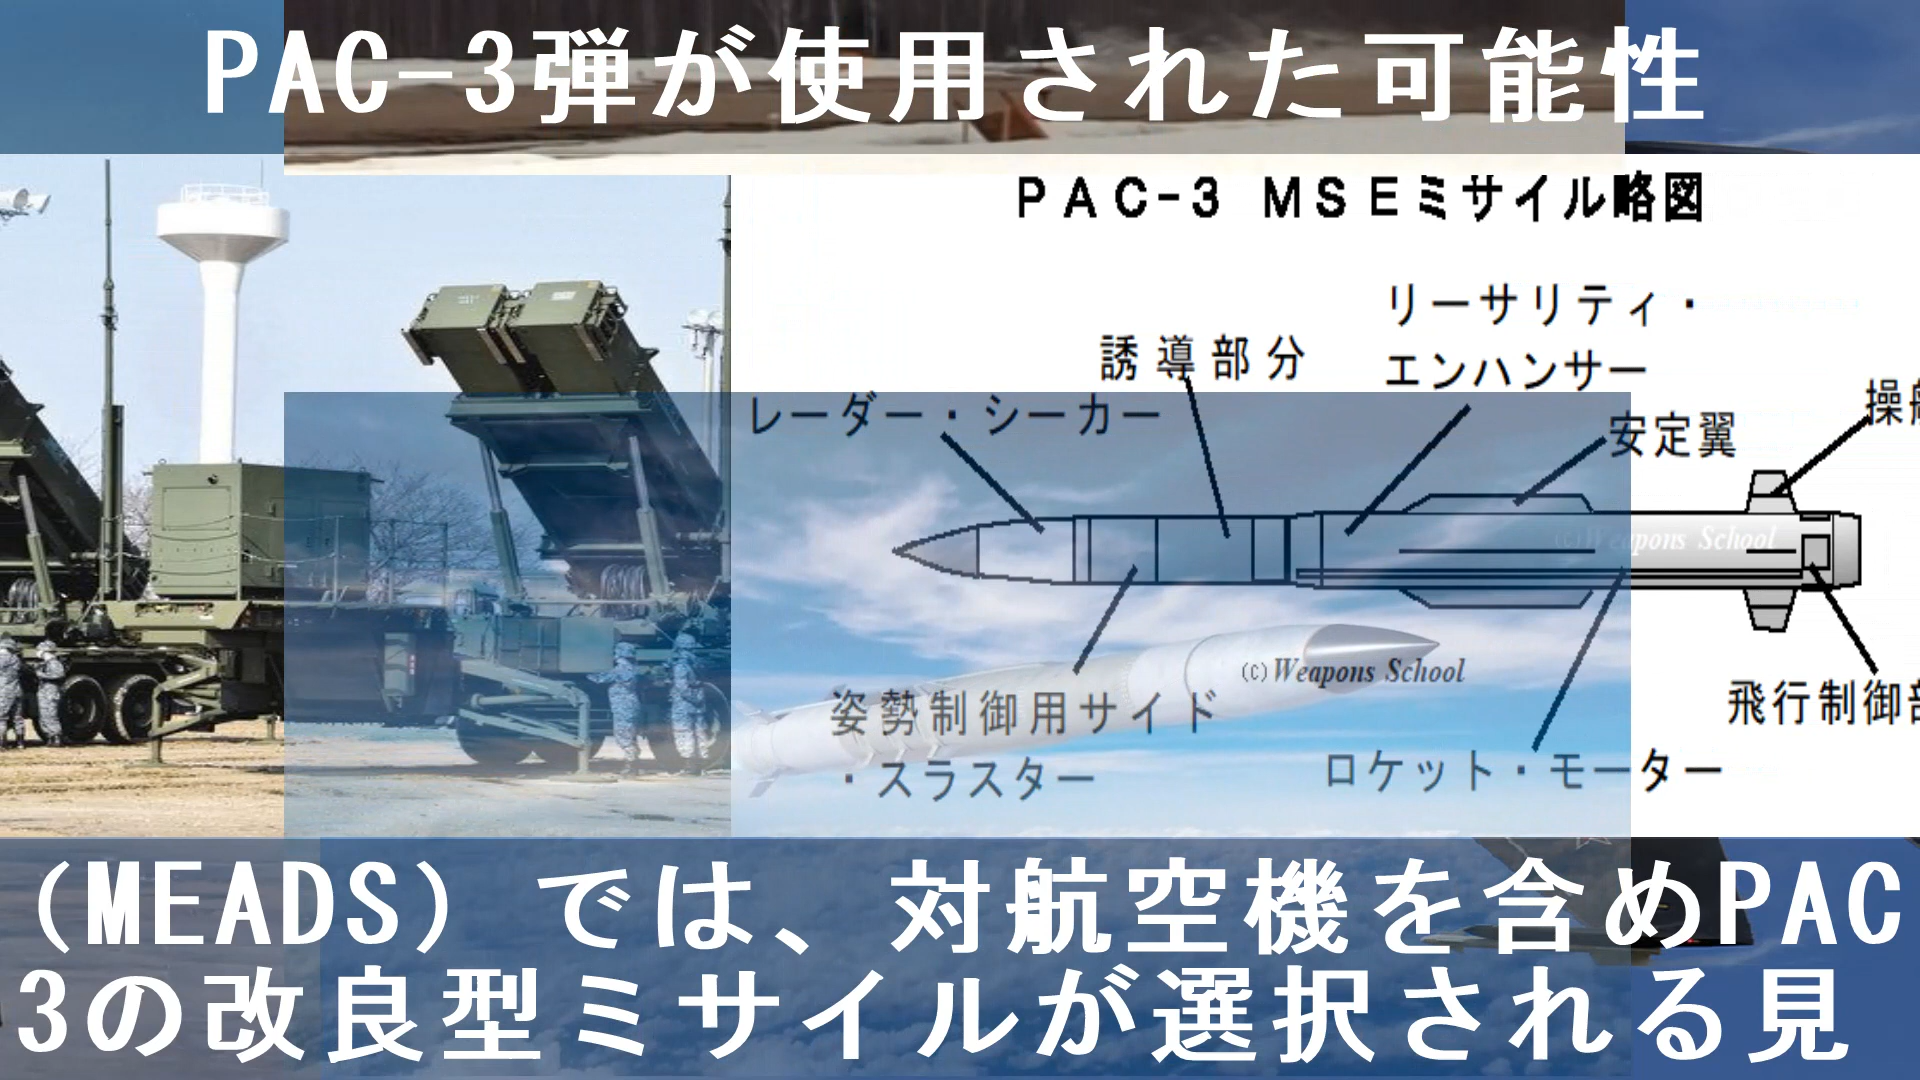 PAC-3弾が使用された可能性
PAC-3 MSEミサイル略図
リーサリティ・
エンハンサー
誘導部分
レーダー・シーカー
安定翼
操舵
(c)Weapons School
(c)Weapons School
姿勢制御用サイド
・スラスター
飛行制御部
ロケット・モーター
（MEADS）では、対航空機を含めPAC
3の改良型ミサイルが選択される見